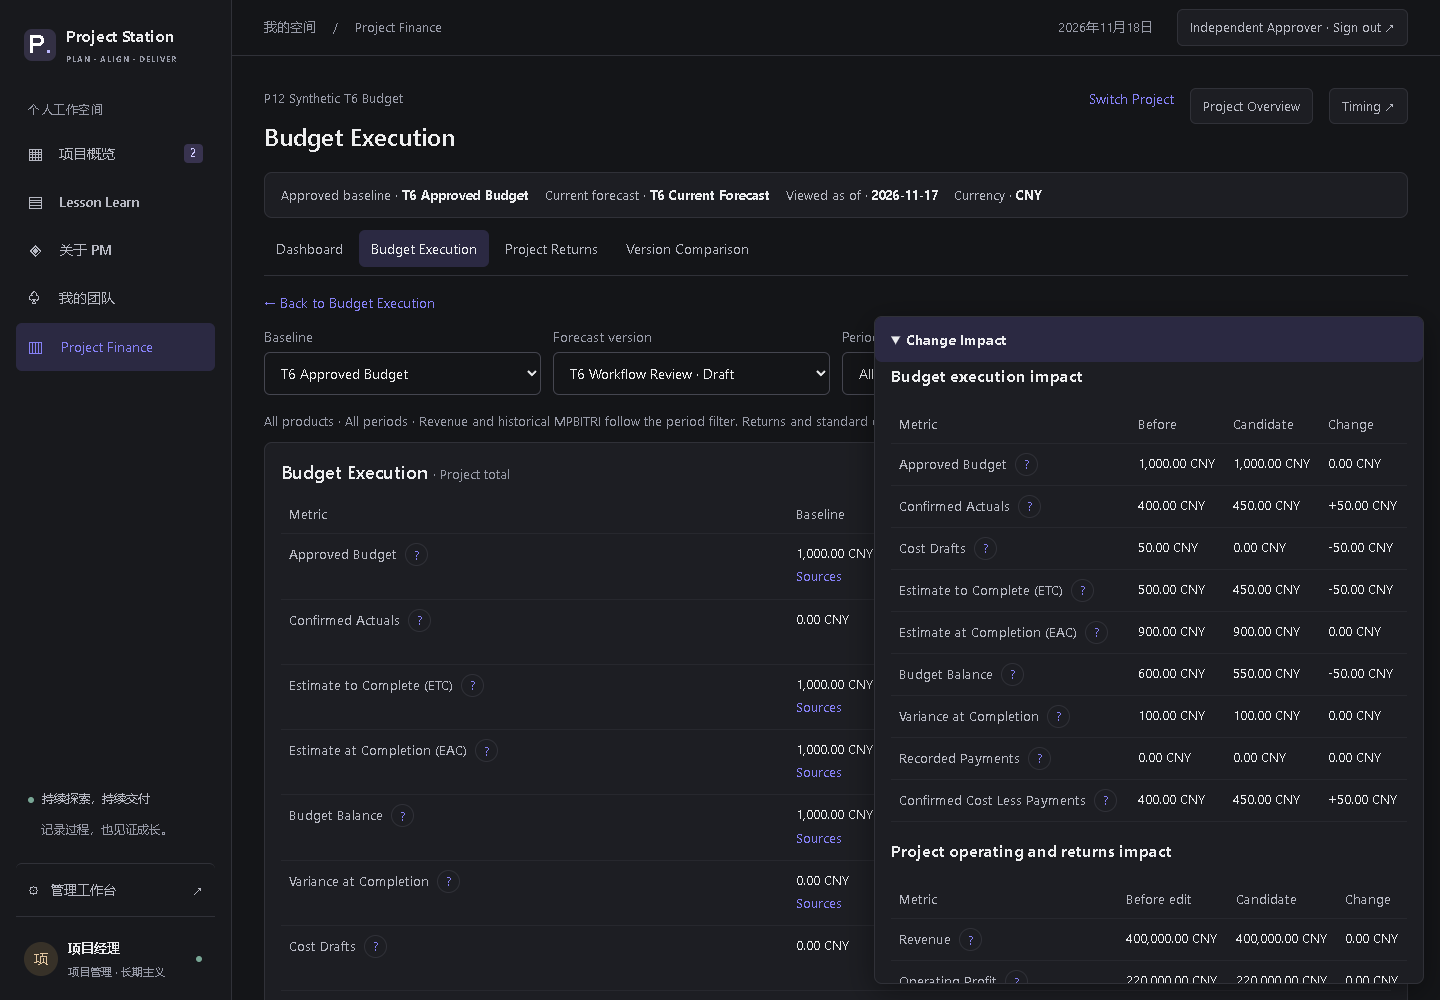 P.
Project Station
PLAN · ALIGN · DELIVER
个人工作空间
项目概览
2
Lesson Learn
关于 PM
我的团队
Project Finance
持续探索，持续交付
记录过程，也见证成长。
管理工作台 ↗
项
项目经理
项目管理 · 长期主义
我的空间 / Project Finance
2026年11月18日
Independent Approver · Sign out ↗
P12 Synthetic T6 Budget
Budget Execution
Switch Project
Project Overview
Timing ↗
Approved baseline · T6 Approved Budget Current forecast · T6 Current Forecast Viewed as of · 2026-11-17 Currency · CNY
Dashboard Budget Execution Project Returns Version Comparison
← Back to Budget Execution
Baseline Forecast version
T6 Approved Budget T6 Workflow Review · Draft All
All products · All periods · Revenue and historical MPBITRI follow the period filter. Returns and standard
Budget Execution · Project total
Metric Baseline
Approved Budget ? 1,000.00 CNY
Sources
Confirmed Actuals ? 0.00 CNY
Estimate to Complete (ETC) ? 1,000.00 CNY
Sources
Estimate at Completion (EAC) ? 1,000.00 CNY
Sources
Budget Balance ? 1,000.00 CNY
Sources
Variance at Completion ? 0.00 CNY
Sources
Cost Drafts ? 0.00 CNY
▼ Change Impact
Budget execution impact
Metric Before Candidate Change
Approved Budget ? 1,000.00 CNY 1,000.00 CNY 0.00 CNY
Confirmed Actuals ? 400.00 CNY 450.00 CNY +50.00 CNY
Cost Drafts ? 50.00 CNY 0.00 CNY -50.00 CNY
Estimate to Complete (ETC) ? 500.00 CNY 450.00 CNY -50.00 CNY
Estimate at Completion (EAC) ? 900.00 CNY 900.00 CNY 0.00 CNY
Budget Balance ? 600.00 CNY 550.00 CNY -50.00 CNY
Variance at Completion ? 100.00 CNY 100.00 CNY 0.00 CNY
Recorded Payments ? 0.00 CNY 0.00 CNY 0.00 CNY
Confirmed Cost Less Payments ? 400.00 CNY 450.00 CNY +50.00 CNY
Project operating and returns impact
Metric Before edit Candidate Change
Revenue ? 400,000.00 CNY 400,000.00 CNY 0.00 CNY
Operating Profit ? 220,000.00 CNY 220,000.00 CNY 0.00 CNY